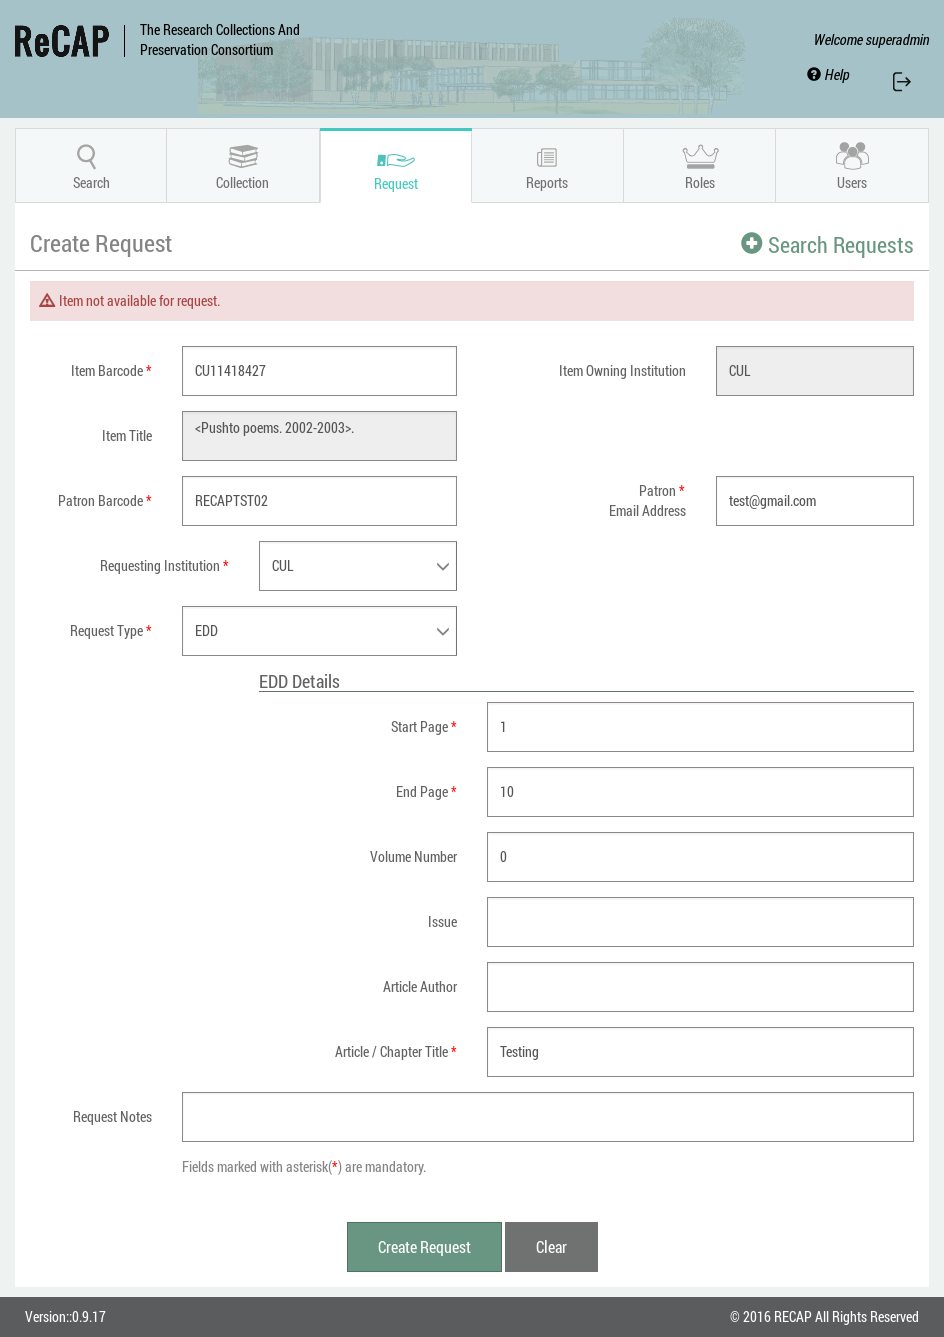 ReCAP
The Research Collections And
Preservation Consortium
Welcome superadmin
Help
Search
Collection
Request
Reports
Roles
Users
Create Request
Search Requests
Item not available for request.
Item Barcode *
CU11418427
Item Owning Institution
CUL
Item Title
<Pushto poems. 2002-2003>.
Patron Barcode *
RECAPTST02
Patron *
Email Address
test@gmail.com
Requesting Institution *
CUL
Request Type *
EDD
EDD Details
Start Page *
1
End Page *
10
Volume Number
0
Issue
Article Author
Article / Chapter Title *
Testing
Request Notes
Fields marked with asterisk(*) are mandatory.
Create Request
Clear
Version::0.9.17
© 2016 RECAP All Rights Reserved